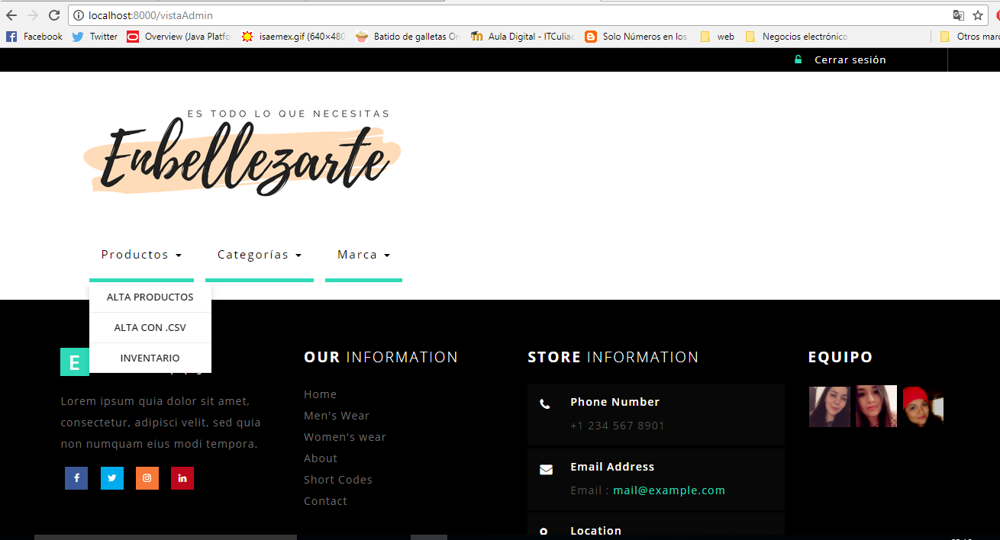 localhost:8000/vistaAdmin
Facebook
Twitter
Overview (Java Platfo
isaemex.gif (640×480
Batido de galletas Or
Aula Digital - ITCulia
Solo Números en los
web
Negocios electrónico
Otros marc
Cerrar sesión
ES TODO LO QUE NECESITAS
Enbellezarte
Productos
Categorías
Marca
ALTA PRODUCTOS
ALTA CON .CSV
INVENTARIO
E
Lorem ipsum quia dolor sit amet,
consectetur, adipisci velit, sed quia
non numquam eius modi tempora.
OUR INFORMATION
Home
Men's Wear
Women's wear
About
Short Codes
Contact
STORE INFORMATION
Phone Number
+1 234 567 8901
Email Address
Email : mail@example.com
Location
EQUIPO